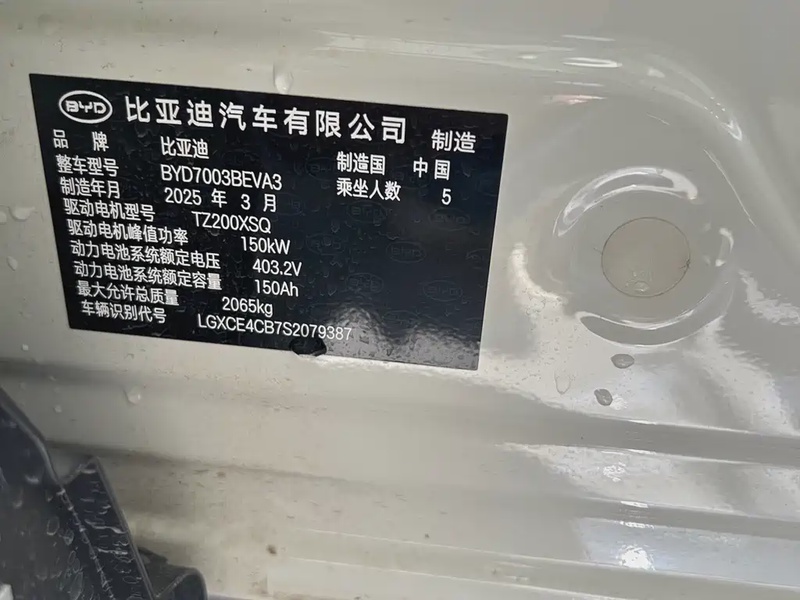 BYD 比亚迪汽车有限公司 制造
品牌 比亚迪 制造国 中国
整车型号 BYD7003BEVA3 乘坐人数 5
制造年月 2025 年 3 月
驱动电机型号 TZ200XSQ
驱动电机峰值功率 150kW
动力电池系统额定电压 403.2V
动力电池系统额定容量 150Ah
最大允许总质量 2065kg
车辆识别代号 LGXCE4CB7S2079387